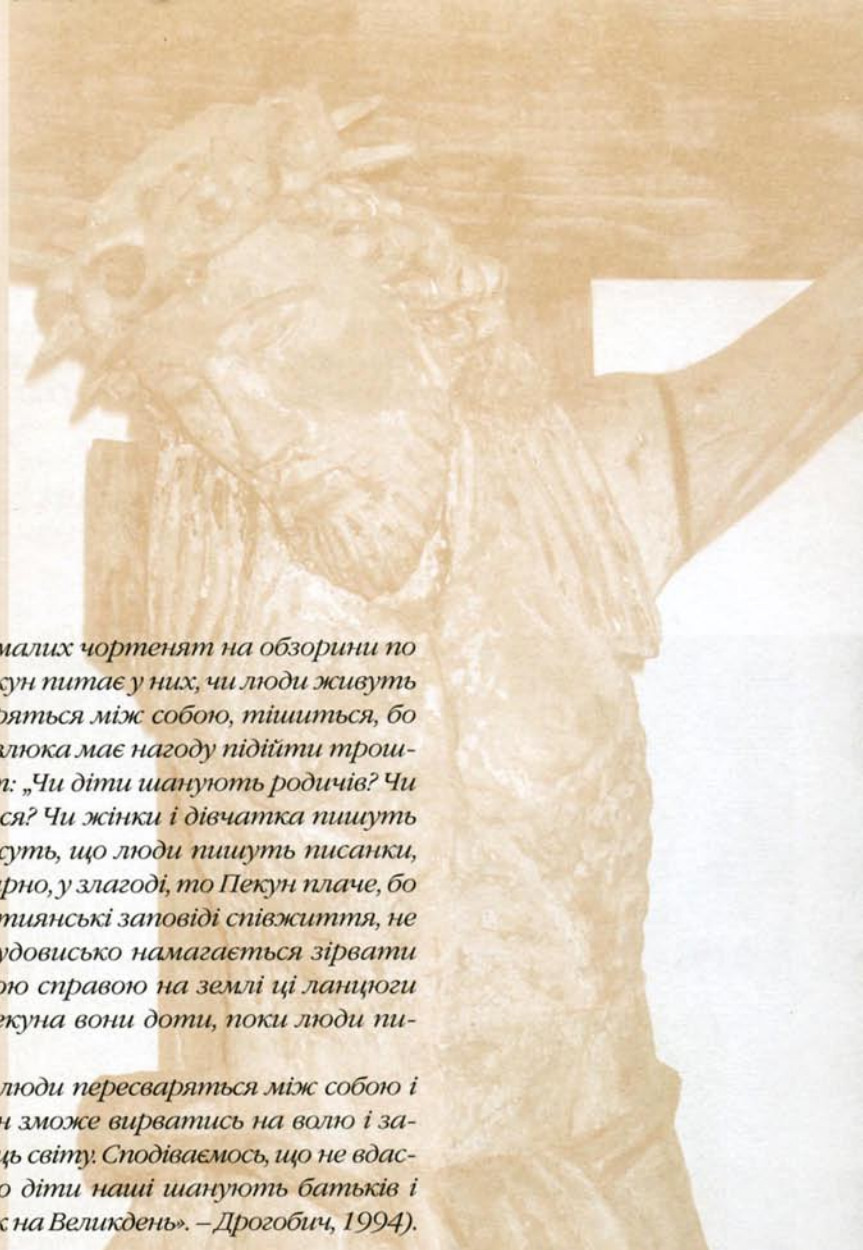 малих чортенят на обзорини по
кун питає у них, чи люди живуть
ряться між собою, тішиться, бо
злюка має нагоду підійти трош-
т: „Чи діти шанують родичів? Чи
ся? Чи жінки і дівчатка пишуть
суть, що люди пишуть писанки,
арно, у злагоді, то Пекун плаче, бо
тиянські заповіді співжиття, не
удовисько намагається зірвати
ою справою на землі ці ланцюги
екуна вони доти, поки люди пи-
люди пересваряться між собою і
н зможе вирватись на волю і за-
ць світу. Сподіваємось, що не вдас-
о діти наші шанують батьків і
к на Великдень». – Дрогобич, 1994).